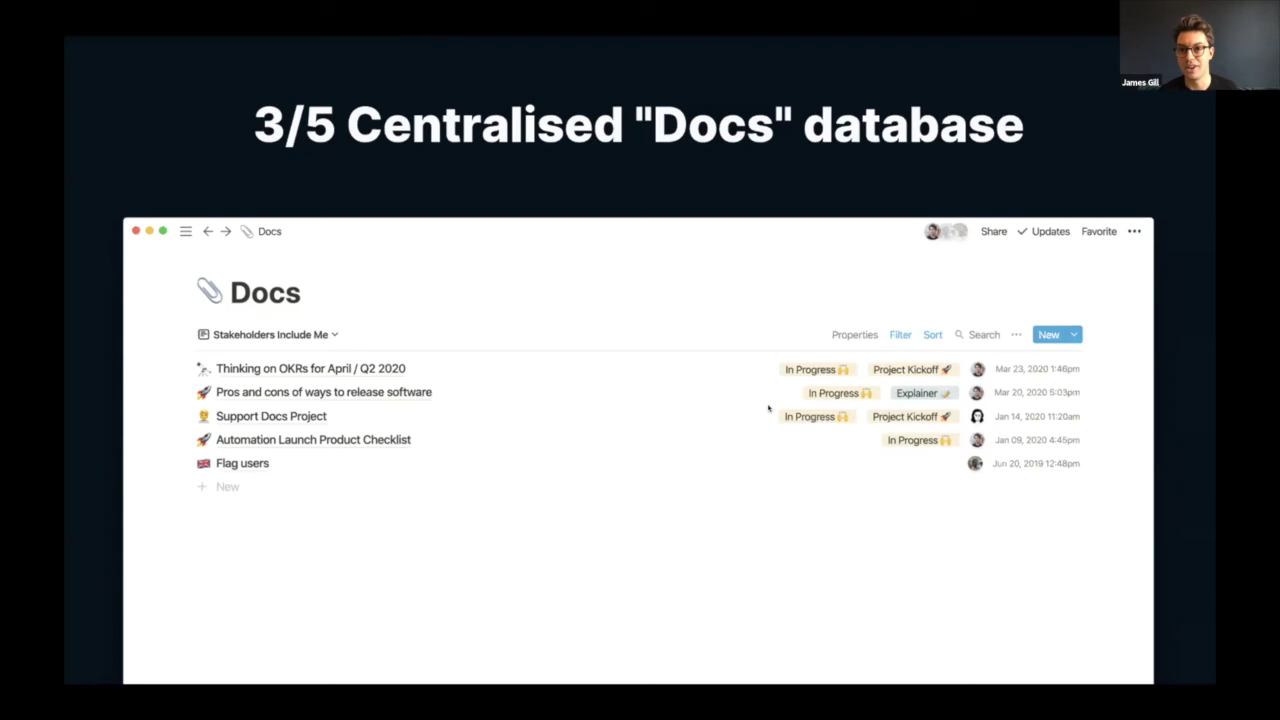 James Gill
3/5 Centralised "Docs" database
Docs
Share Updates Favorite
Docs
Stakeholders Include Me
Properties Filter Sort Search New
Thinking on OKRs for April / Q2 2020 In Progress Project Kickoff Mar 23, 2020 1:46pm
Pros and cons of ways to release software In Progress Explainer Mar 20, 2020 5:03pm
Support Docs Project In Progress Project Kickoff Jan 14, 2020 11:20am
Automation Launch Product Checklist In Progress Jan 09, 2020 4:45pm
Flag users Jun 20, 2019 12:48pm
New